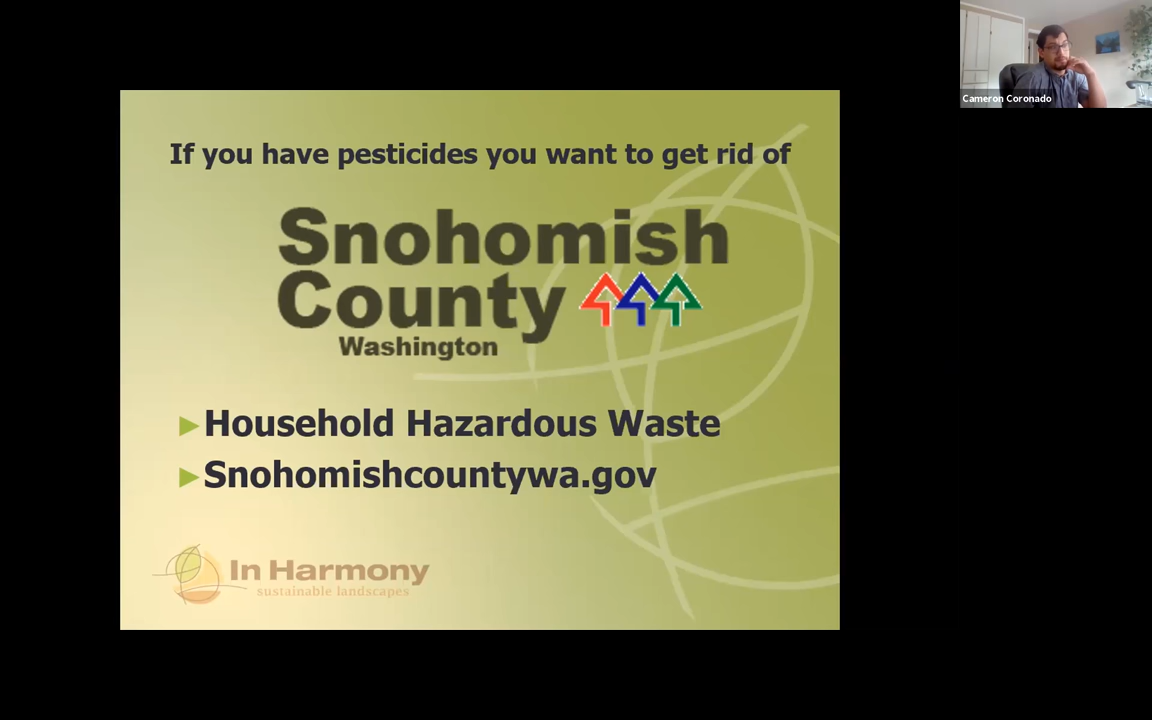 Cameron Coronado
If you have pesticides you want to get rid of
Snohomish
County
Washington
►Household Hazardous Waste
►Snohomishcountywa.gov
In Harmony
sustainable landscapes